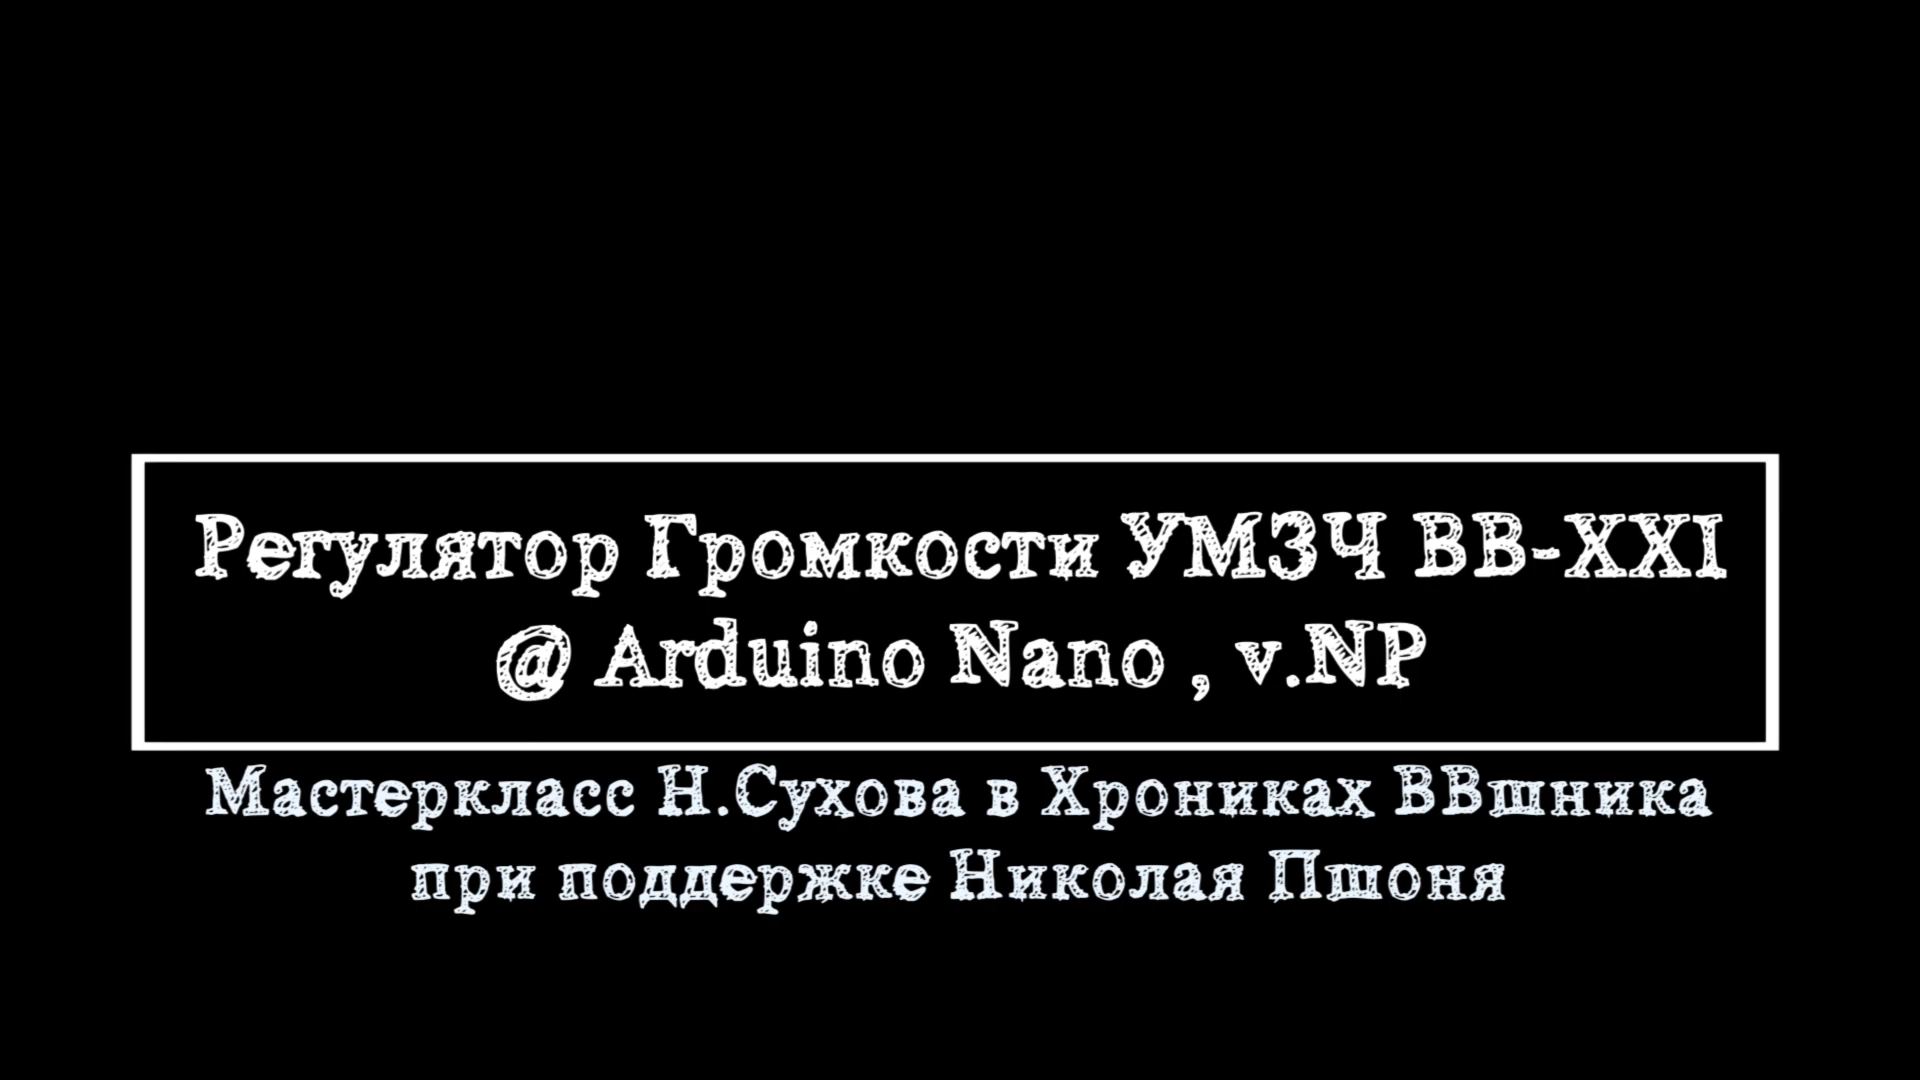 Регулятор Громкости УМЗЧ ВВ-XXI
@ Arduino Nano , v.NP
Мастеркласс Н.Сухова в Хрониках ВВшника
при поддержке Николая Пшоня